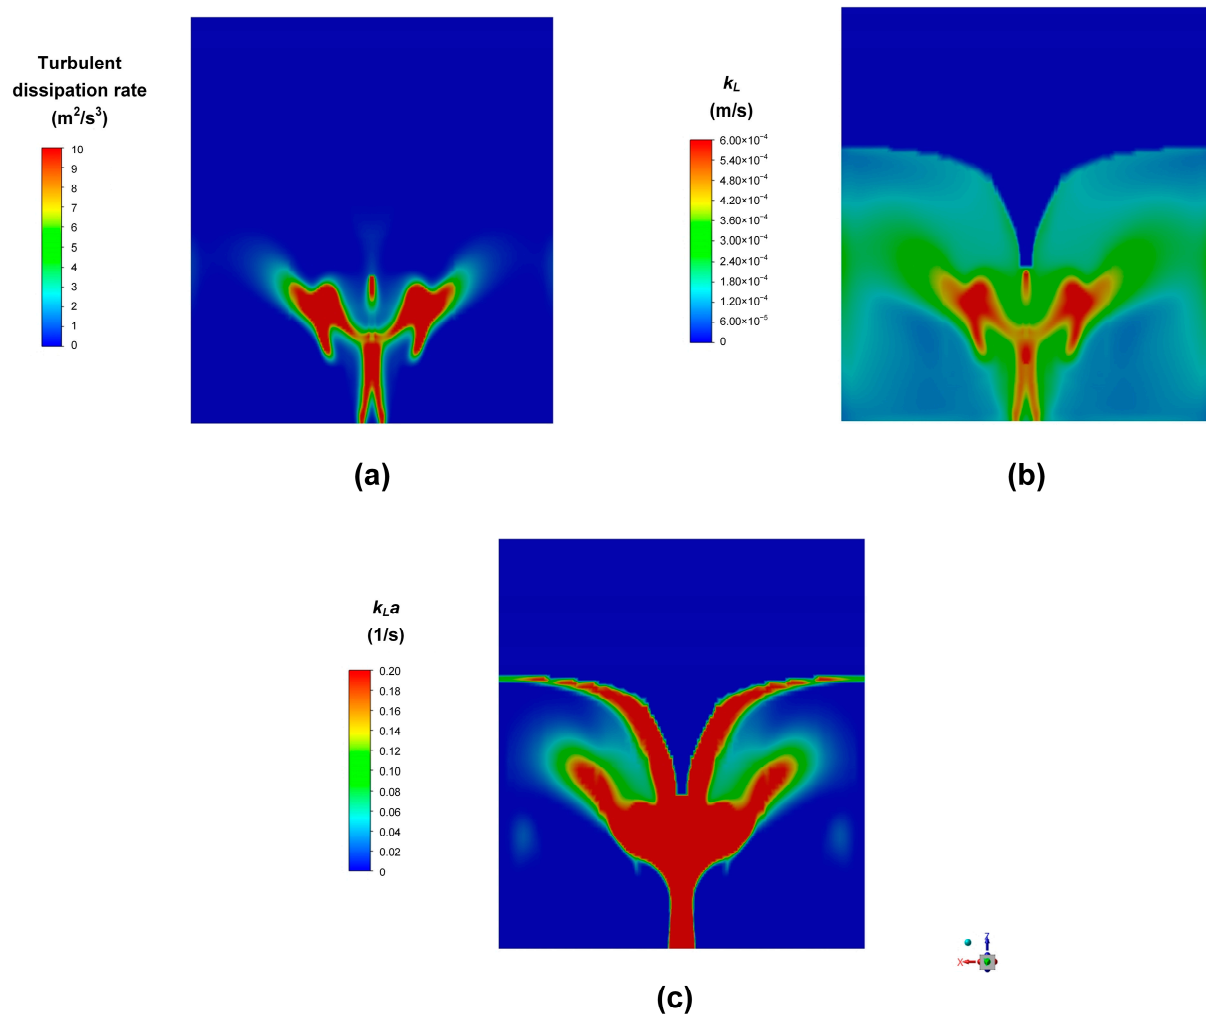 Turbulent
dissipation rate
(m²/s³)
10
9
8
7
6
5
4
3
2
1
0
(a)
k_L
(m/s)
6.00×10⁻⁴
5.40×10⁻⁴
4.80×10⁻⁴
4.20×10⁻⁴
3.60×10⁻⁴
3.00×10⁻⁴
2.40×10⁻⁴
1.80×10⁻⁴
1.20×10⁻⁴
6.00×10⁻⁵
0
(b)
k_La
(1/s)
0.20
0.18
0.16
0.14
0.12
0.10
0.08
0.06
0.04
0.02
0
(c)
Z
X